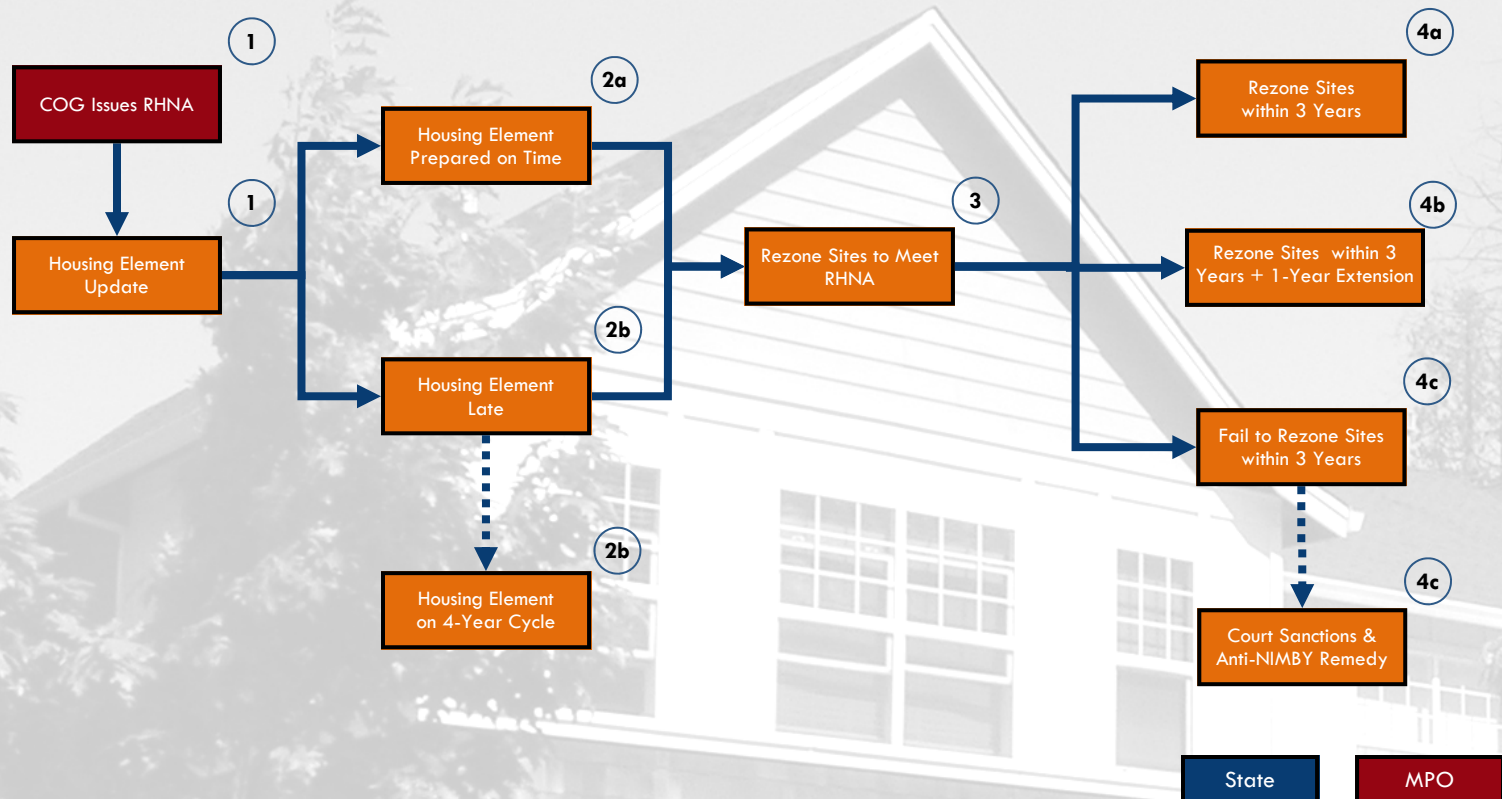 1
COG Issues RHNA
1
Housing Element
Update
2a
Housing Element
Prepared on Time
2b
Housing Element
Late
2b
Housing Element
on 4-Year Cycle
3
Rezone Sites to Meet
RHNA
4a
Rezone Sites
within 3 Years
4b
Rezone Sites within 3
Years + 1-Year Extension
4c
Fail to Rezone Sites
within 3 Years
4c
Court Sanctions &
Anti-NIMBY Remedy
State
MPO